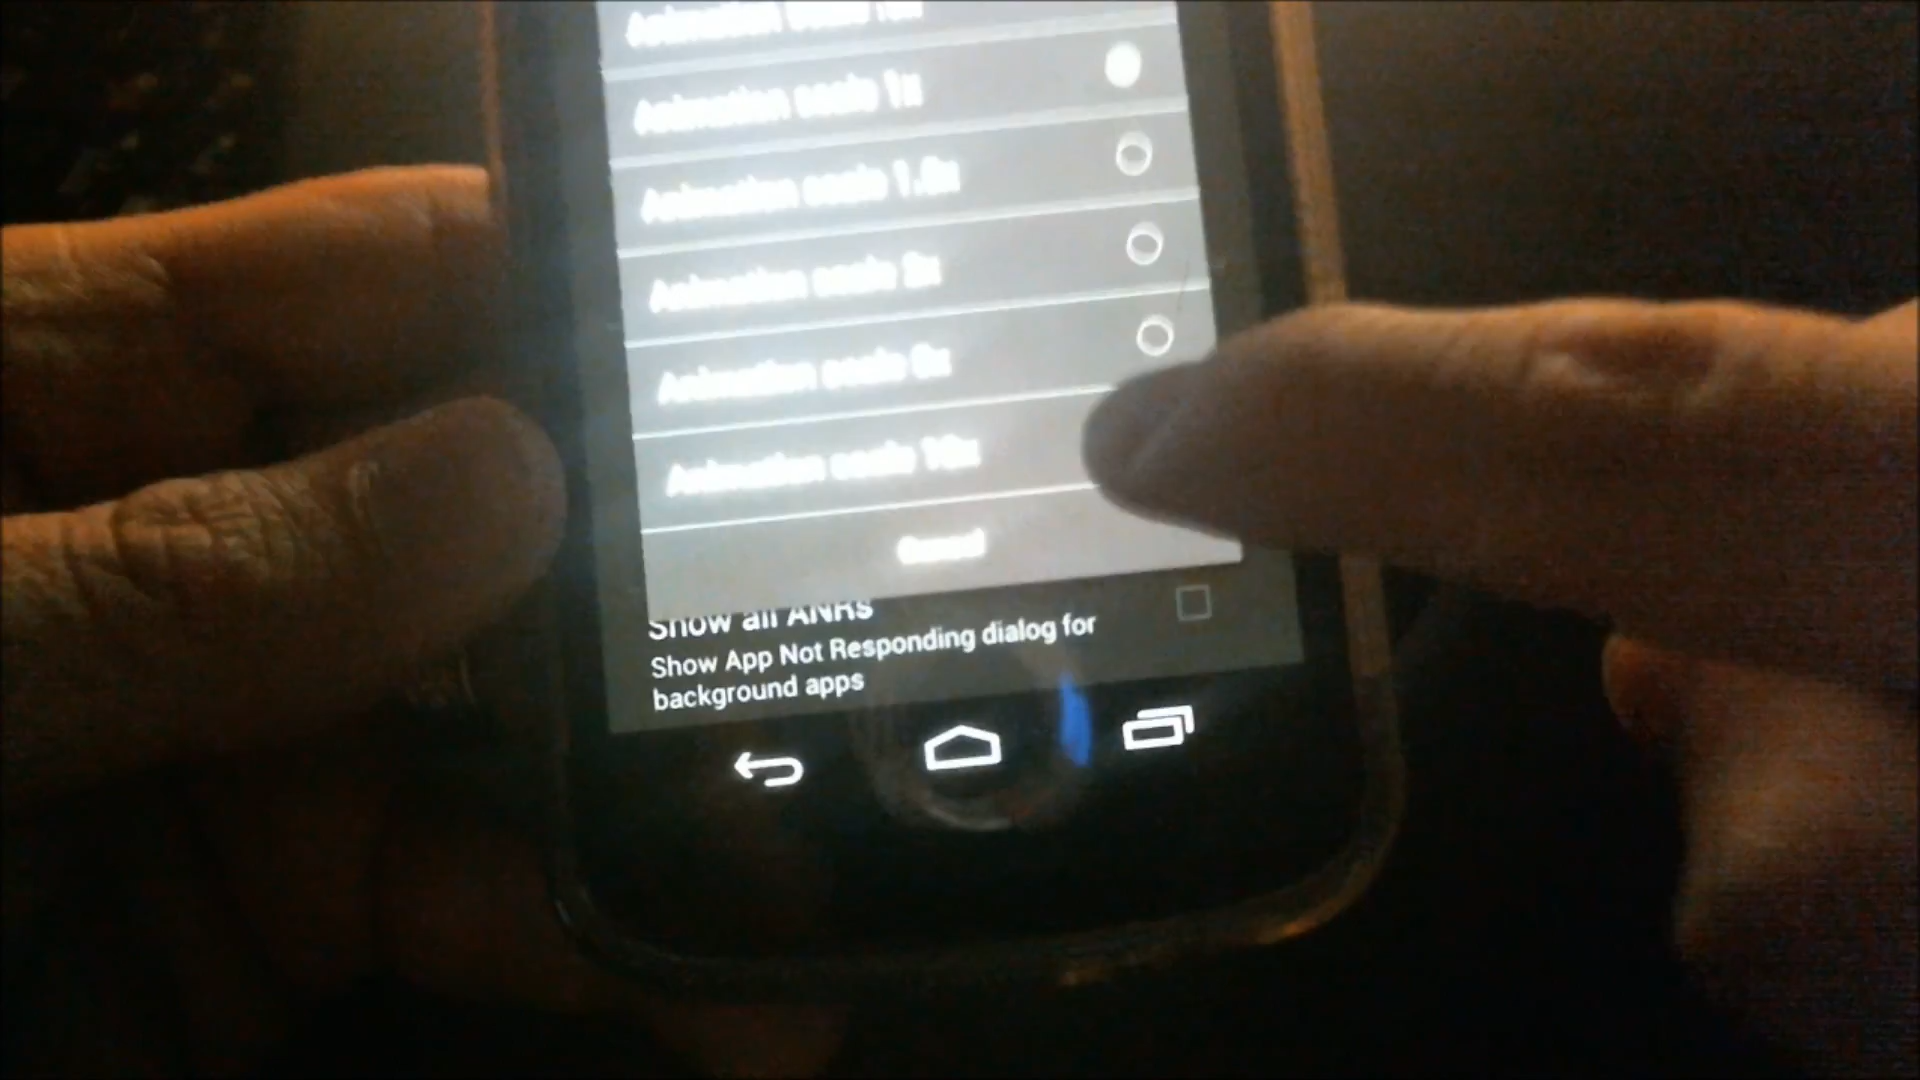 Animation scale 1x
Animation scale 1.5x
Animation scale 2x
Animation scale 5x
Animation scale 10x
Cancel
Show all ANRs
Show App Not Responding dialog for
background apps